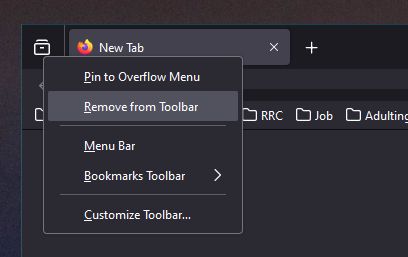 New Tab
Pin to Overflow Menu
Remove from Toolbar
RRC Job Adulting
Menu Bar
Bookmarks Toolbar
Customize Toolbar...